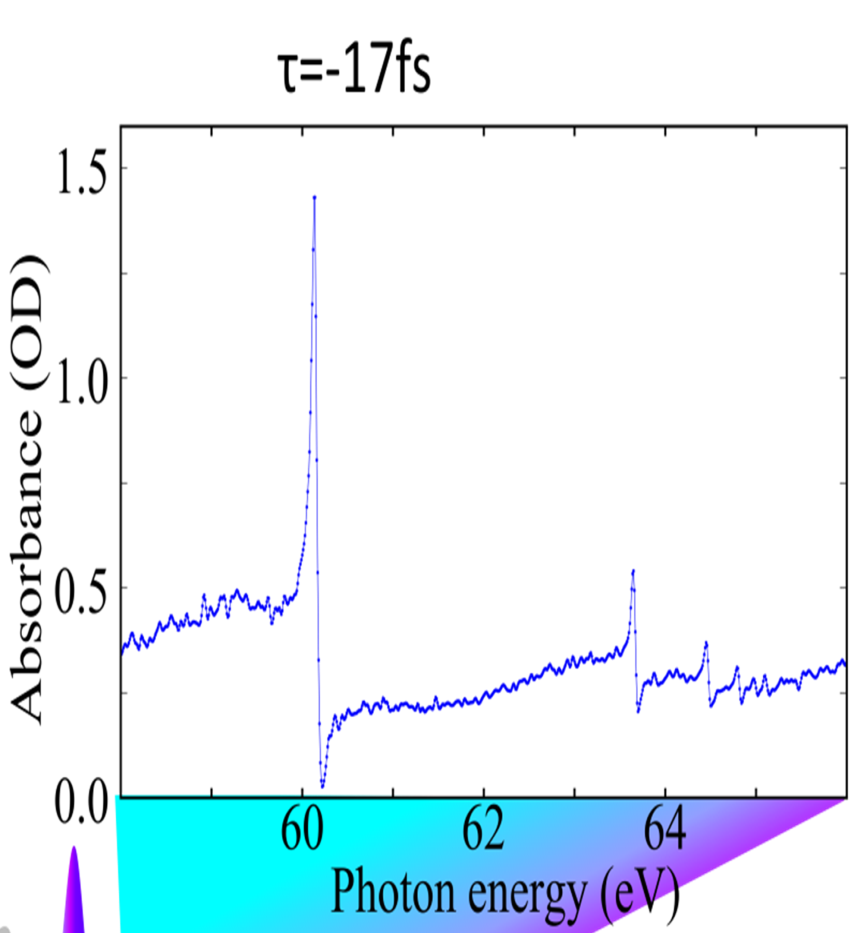 τ=-17fs
1.5
1.0
0.5
0.0
Absorbance (OD)
60 62 64
Photon energy (eV)